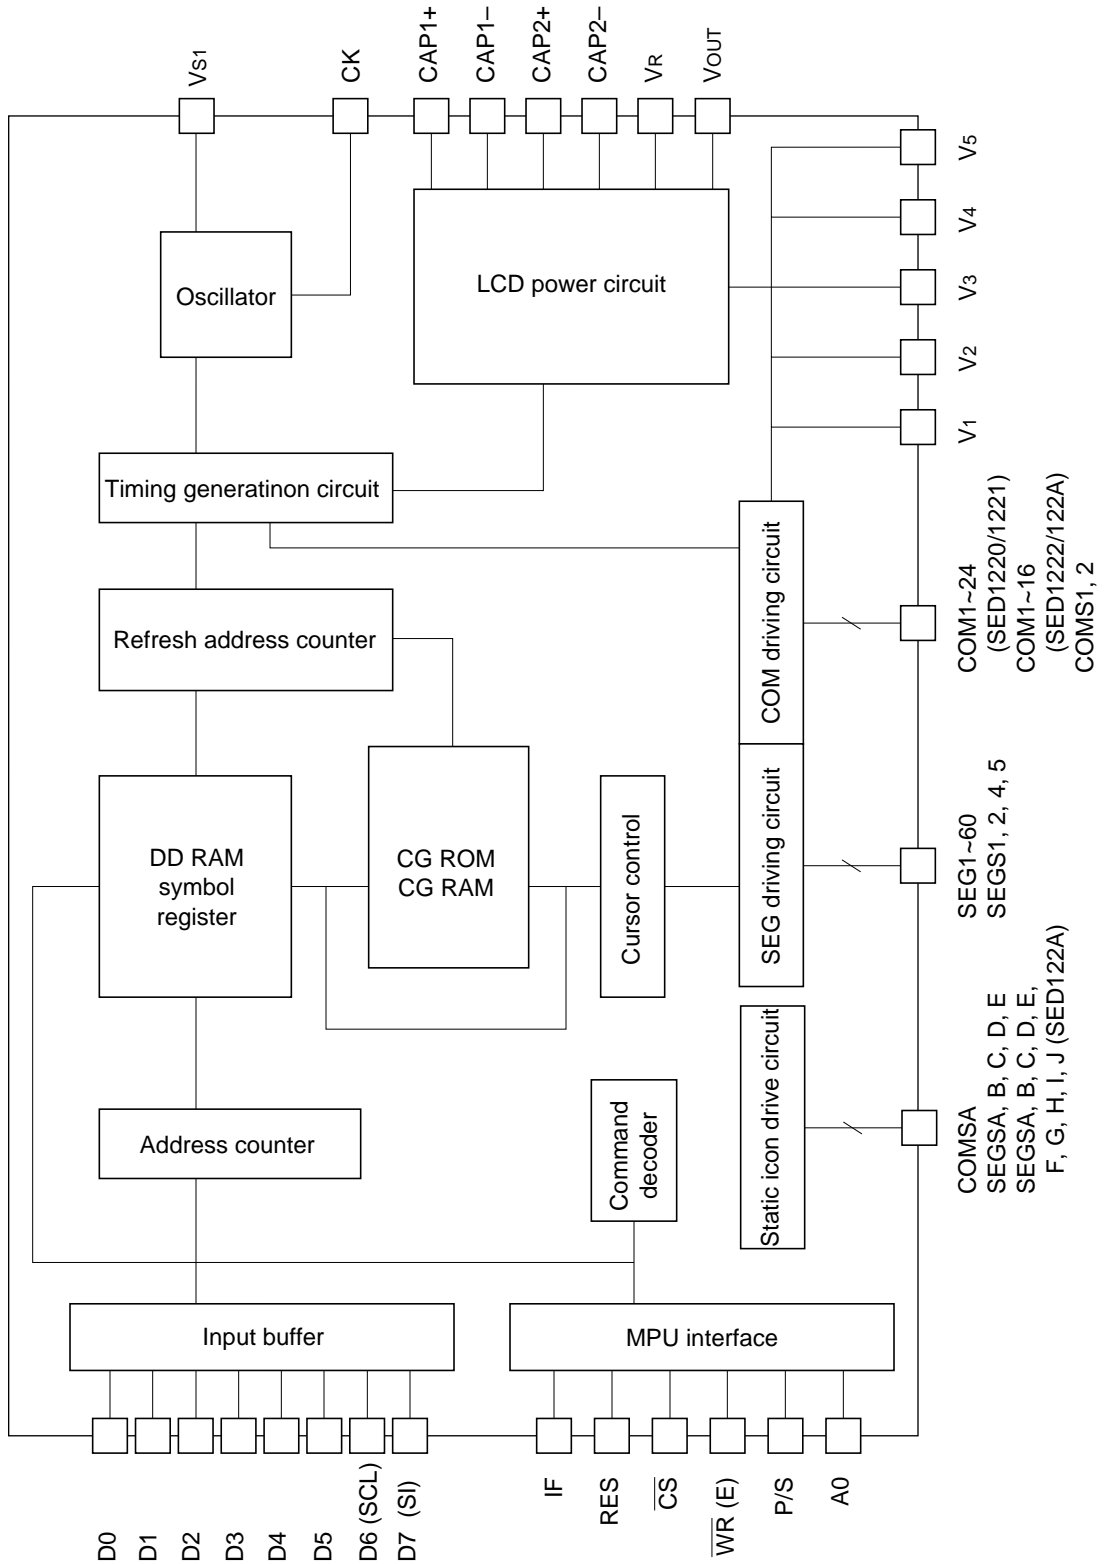 VS1
CK
CAP1+
CAP1–
CAP2+
CAP2–
VR
VOUT
Oscillator
LCD power circuit
V5
V4
V3
V2
V1
Timing generatinon circuit
COM driving circuit
COM1~24
(SED1220/1221)
COM1~16
(SED1222/122A)
COMS1, 2
Refresh address counter
DD RAM
symbol
register
CG ROM
CG RAM
Cursor control
SEG driving circuit
SEG1~60
SEGS1, 2, 4, 5
Address counter
Command
decoder
Static icon drive circuit
COMSA
SEGSA, B, C, D, E
SEGSA, B, C, D, E,
F, G, H, I, J (SED122A)
Input buffer
MPU interface
D0
D1
D2
D3
D4
D5
D6 (SCL)
D7 (SI)
IF
RES
C̅S̅
W̅R̅ (E)
P/S
A0